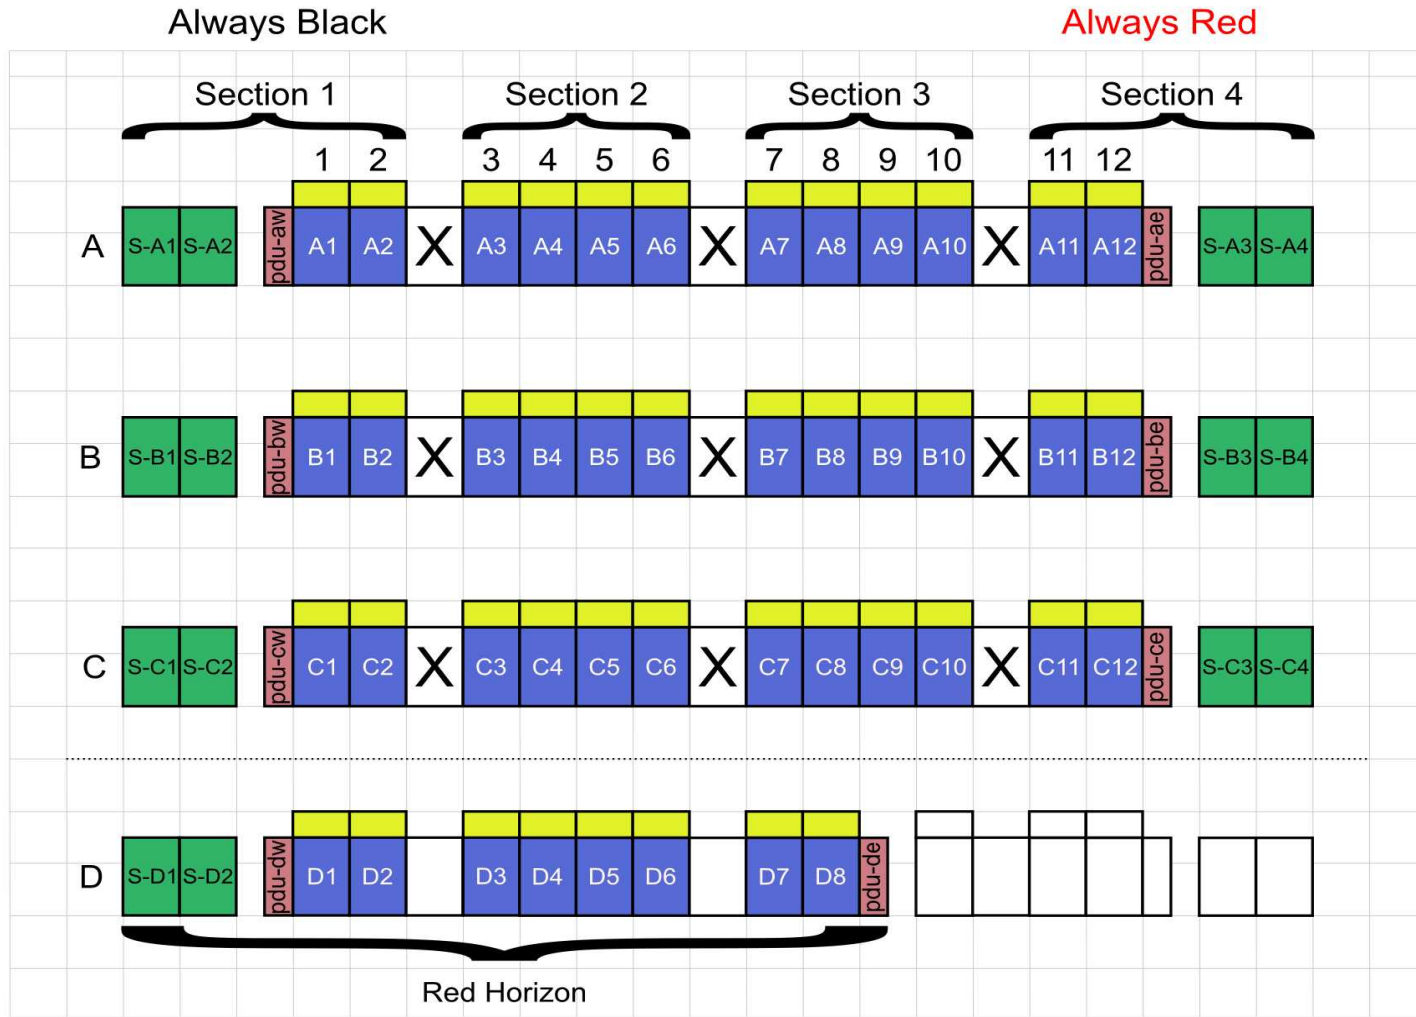 Always Black Always Red
Section 1 Section 2 Section 3 Section 4
1 2 3 4 5 6 7 8 9 10 11 12
A S-A1 S-A2 pdu-aw A1 A2 X A3 A4 A5 A6 X A7 A8 A9 A10 X A11 A12 pdu-ae S-A3 S-A4
B S-B1 S-B2 pdu-bw B1 B2 X B3 B4 B5 B6 X B7 B8 B9 B10 X B11 B12 pdu-be S-B3 S-B4
C S-C1 S-C2 pdu-cw C1 C2 X C3 C4 C5 C6 X C7 C8 C9 C10 X C11 C12 pdu-ce S-C3 S-C4
D S-D1 S-D2 pdu-dw D1 D2 D3 D4 D5 D6 D7 D8 pdu-de
Red Horizon